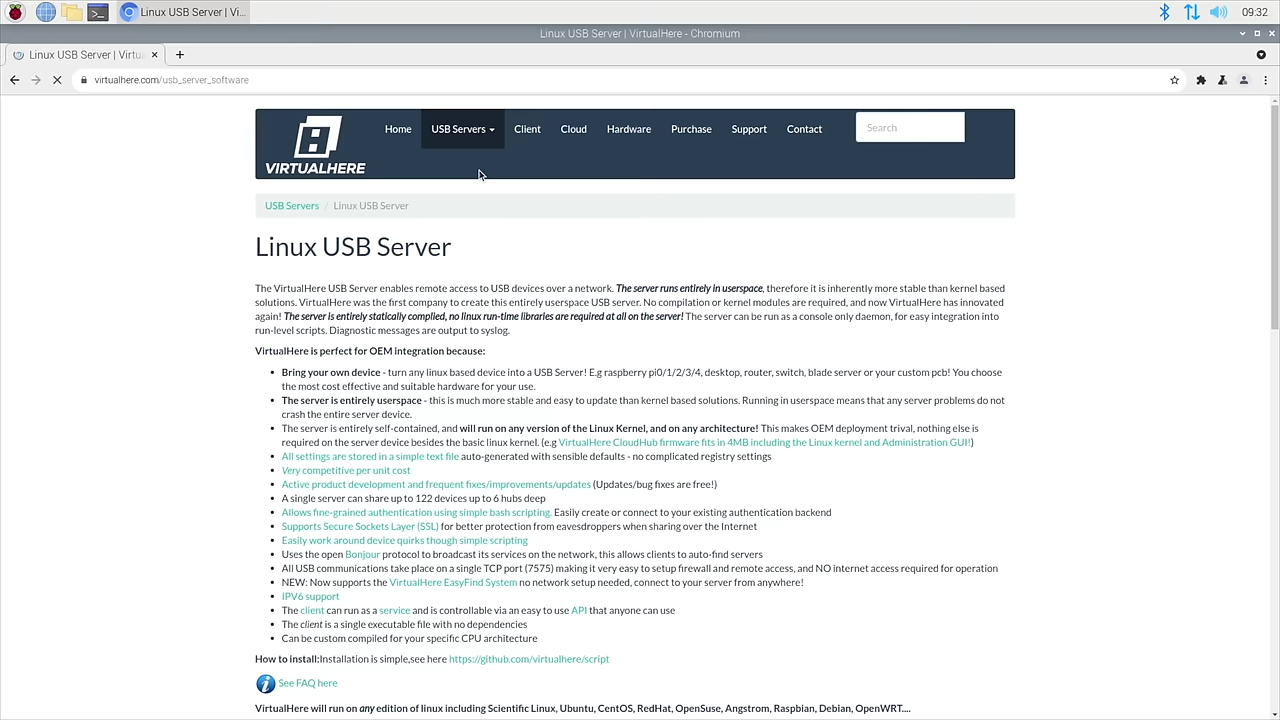 Linux USB Server | Vi...
09:32
Linux USB Server | VirtualHere - Chromium
Linux USB Server | Virtu
virtualhere.com/usb_server_software
VIRTUALHERE
Home USB Servers Client Cloud Hardware Purchase Support Contact Search
USB Servers / Linux USB Server
Linux USB Server
The VirtualHere USB Server enables remote access to USB devices over a network. The server runs entirely in userspace, therefore it is inherently more stable than kernel based
solutions. VirtualHere was the first company to create this entirely userspace USB server. No compilation or kernel modules are required, and now VirtualHere has innovated
again! The server is entirely statically complied, no linux run-time libraries are required at all on the server! The server can be run as a console only daemon, for easy integration into
run-level scripts. Diagnostic messages are output to syslog.
VirtualHere is perfect for OEM integration because:
• Bring your own device - turn any linux based device into a USB Server! E.g raspberry pi0/1/2/3/4, desktop, router, switch, blade server or your custom pcb! You choose
the most cost effective and suitable hardware for your use.
• The server is entirely userspace - this is much more stable and easy to update than kernel based solutions. Running in userspace means that any server problems do not
crash the entire server device.
• The server is entirely self-contained, and will run on any version of the Linux Kernel, and on any architecture! This makes OEM deployment trival, nothing else is
required on the server device besides the basic linux kernel. (e.g VirtualHere CloudHub firmware fits in 4MB including the Linux kernel and Administration GUI!)
• All settings are stored in a simple text file auto-generated with sensible defaults - no complicated registry settings
• Very competitive per unit cost
• Active product development and frequent fixes/improvements/updates (Updates/bug fixes are free!)
• A single server can share up to 122 devices up to 6 hubs deep
• Allows fine-grained authentication using simple bash scripting. Easily create or connect to your existing authentication backend
• Supports Secure Sockets Layer (SSL) for better protection from eavesdroppers when sharing over the Internet
• Easily work around device quirks though simple scripting
• Uses the open Bonjour protocol to broadcast its services on the network, this allows clients to auto-find servers
• All USB communications take place on a single TCP port (7575) making it very easy to setup firewall and remote access, and NO internet access required for operation
• NEW: Now supports the VirtualHere EasyFind System no network setup needed, connect to your server from anywhere!
• IPV6 support
• The client can run as a service and is controllable via an easy to use API that anyone can use
• The client is a single executable file with no dependencies
• Can be custom compiled for your specific CPU architecture
How to install:Installation is simple,see here https://github.com/virtualhere/script
See FAQ here
VirtualHere will run on any edition of linux including Scientific Linux, Ubuntu, CentOS, RedHat, OpenSuse, Angstrom, Raspbian, Debian, OpenWRT....